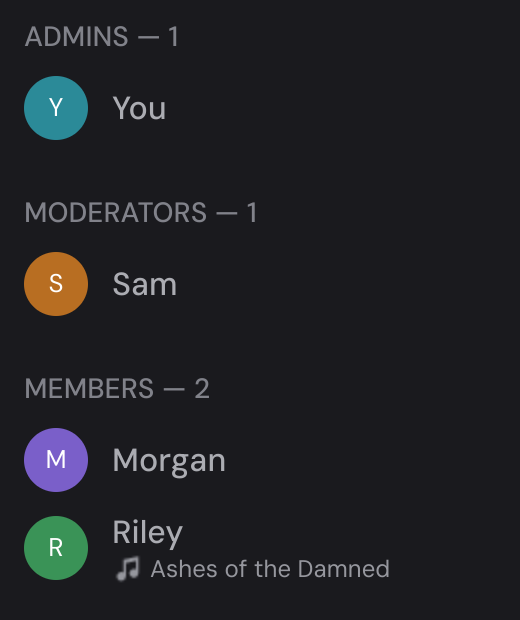 ADMINS — 1
Y You
MODERATORS — 1
S Sam
MEMBERS — 2
M Morgan
R Riley
🎵 Ashes of the Damned